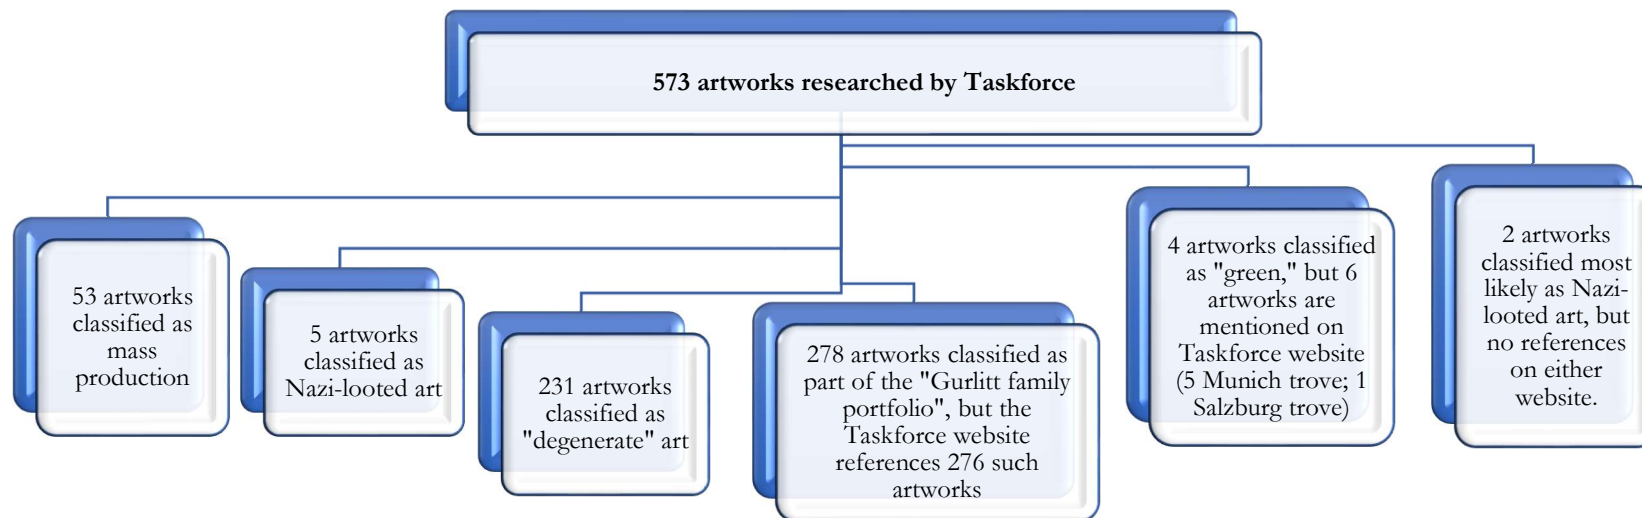 573 artworks researched by Taskforce
53 artworks
classified as
mass
production
5 artworks
classified as
Nazi-looted art
231 artworks
classified as
"degenerate" art
278 artworks classified as
part of the "Gurlitt family
portfolio", but the
Taskforce website
references 276 such
artworks
4 artworks classified
as "green," but 6
artworks are
mentioned on
Taskforce website
(5 Munich trove; 1
Salzburg trove)
2 artworks
classified most
likely as Nazi-
looted art, but
no references
on either
website.